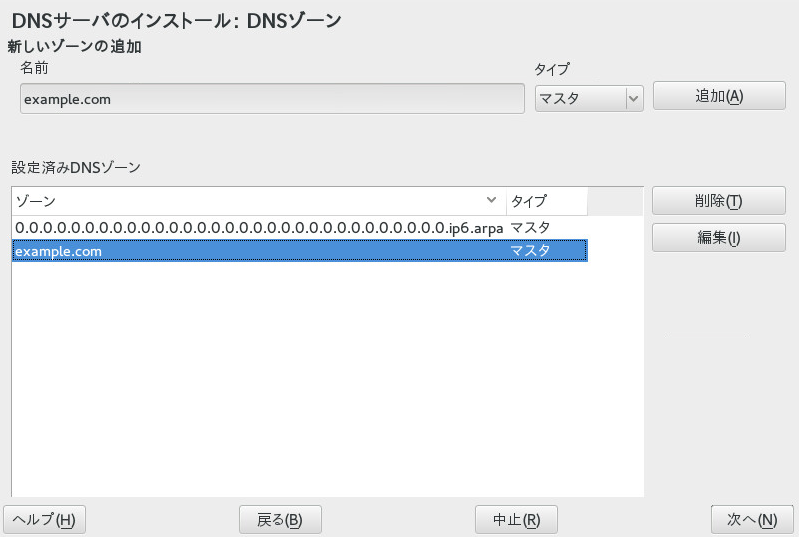 DNSサーバのインストール: DNSゾーン
新しいゾーンの追加
名前 タイプ
example.com マスタ 追加(A)
設定済みDNSゾーン
ゾーン タイプ 削除(T)
0.0.0.0.0.0.0.0.0.0.0.0.0.0.0.0.0.0.0.0.0.0.0.0.0.0.0.0.0.0.0.ip6.arpa マスタ
編集(I)
example.com マスタ
ヘルプ(H) 戻る(B) 中止(R) 次へ(N)